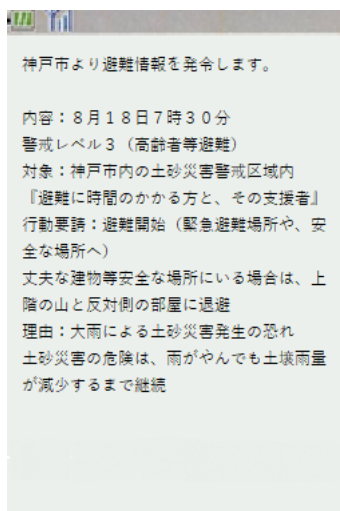 神戸市より避難情報を発令します。
内容：８月１８日７時３０分
警戒レベル３（高齢者等避難）
対象：神戸市内の土砂災害警戒区域内
『避難に時間のかかる方と、その支援者』
行動要請：避難開始（緊急避難場所や、安
全な場所へ）
丈夫な建物等安全な場所にいる場合は、上
階の山と反対側の部屋に退避
理由：大雨による土砂災害発生の恐れ
土砂災害の危険は、雨がやんでも土壌雨量
が減少するまで継続